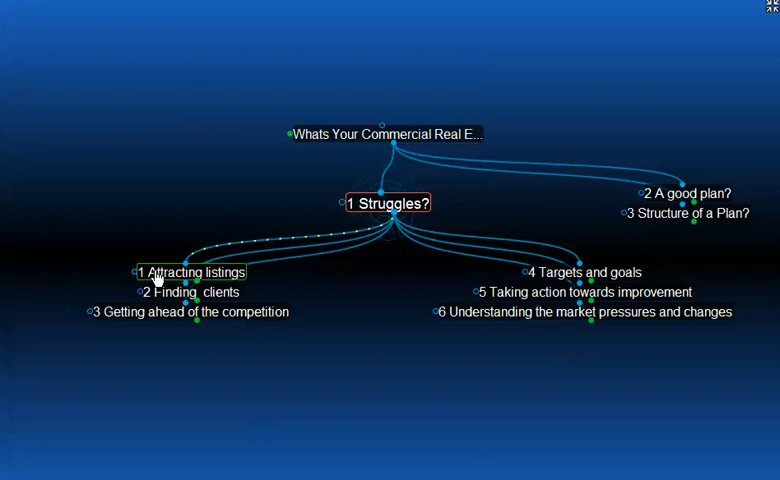 Whats Your Commercial Real E...
2 A good plan?
1 Struggles?
3 Structure of a Plan?
1 Attracting listings
4 Targets and goals
2 Finding clients
5 Taking action towards improvement
3 Getting ahead of the competition
6 Understanding the market pressures and changes